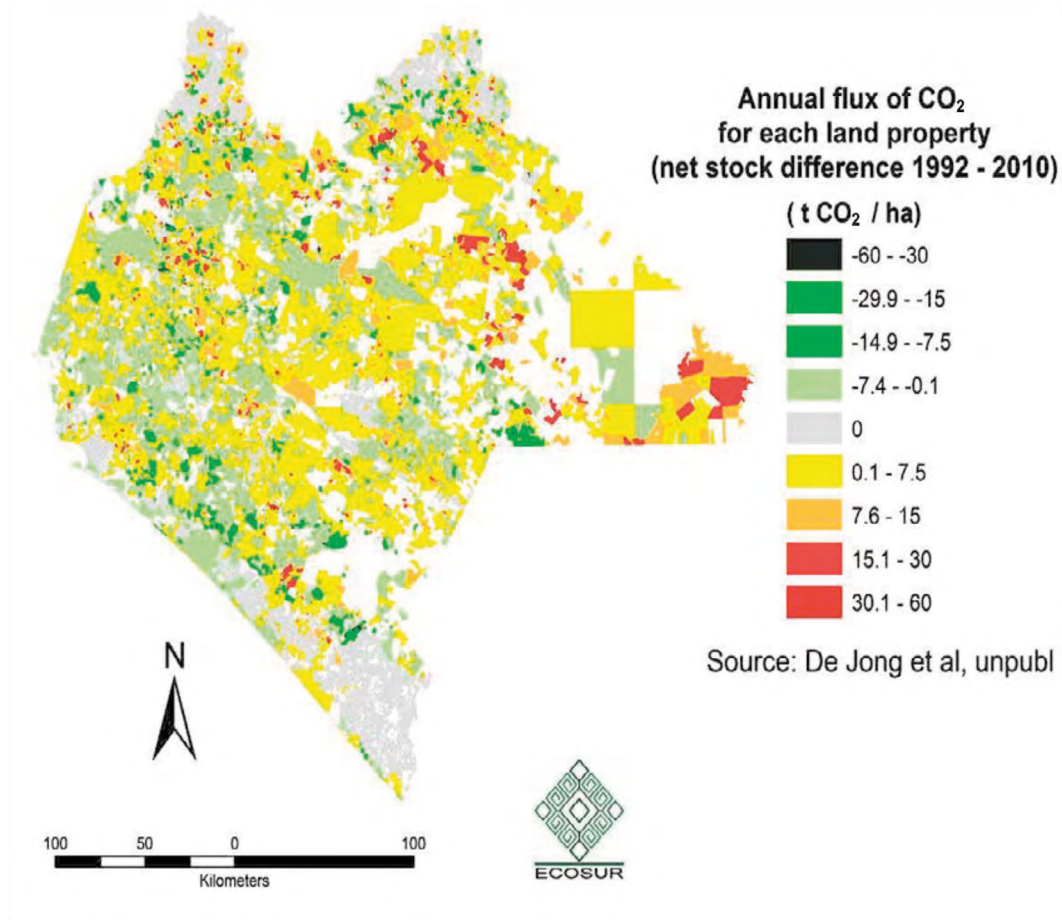 Annual flux of CO₂
for each land property
(net stock difference 1992 - 2010)
( t CO₂ / ha)
-60 - -30
-29.9 - -15
-14.9 - -7.5
-7.4 - -0.1
0
0.1 - 7.5
7.6 - 15
15.1 - 30
30.1 - 60
Source: De Jong et al, unpubl
N
100 50 0 100
Kilometers
ECOSUR